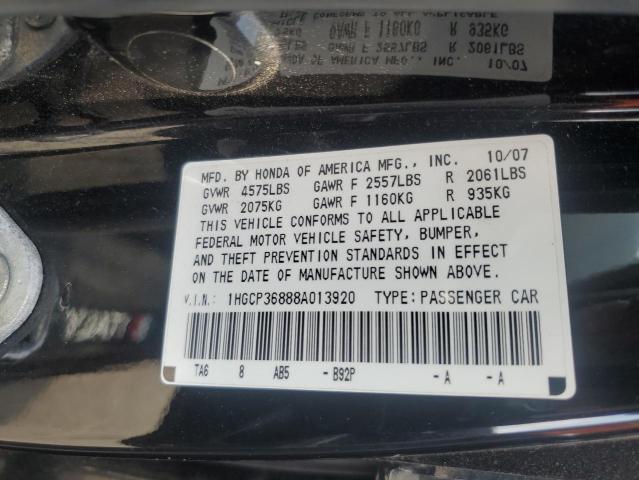 MFD. BY HONDA OF AMERICA MFG., INC. 10/07
GVWR 4575LBS GAWR F 2557LBS R 2061LBS
GVWR 2075KG GAWR F 1160KG R 935KG
THIS VEHICLE CONFORMS TO ALL APPLICABLE
FEDERAL MOTOR VEHICLE SAFETY, BUMPER,
AND THEFT PREVENTION STANDARDS IN EFFECT
ON THE DATE OF MANUFACTURE SHOWN ABOVE.
V.I.N.: 1HGCP36888A013920 TYPE: PASSENGER CAR
TA6 8 AB5 - B92P - A - A